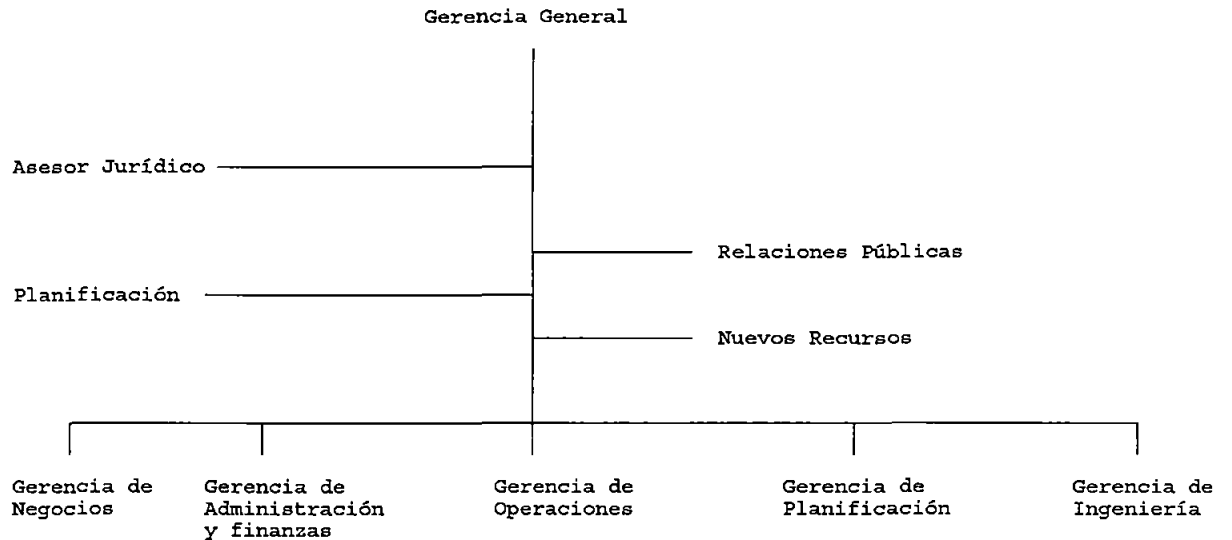 Gerencia General
Asesor Jurídico
Relaciones Públicas
Planificación
Nuevos Recursos
Gerencia de
Negocios
Gerencia de
Administración
y finanzas
Gerencia de
Operaciones
Gerencia de
Planificación
Gerencia de
Ingeniería